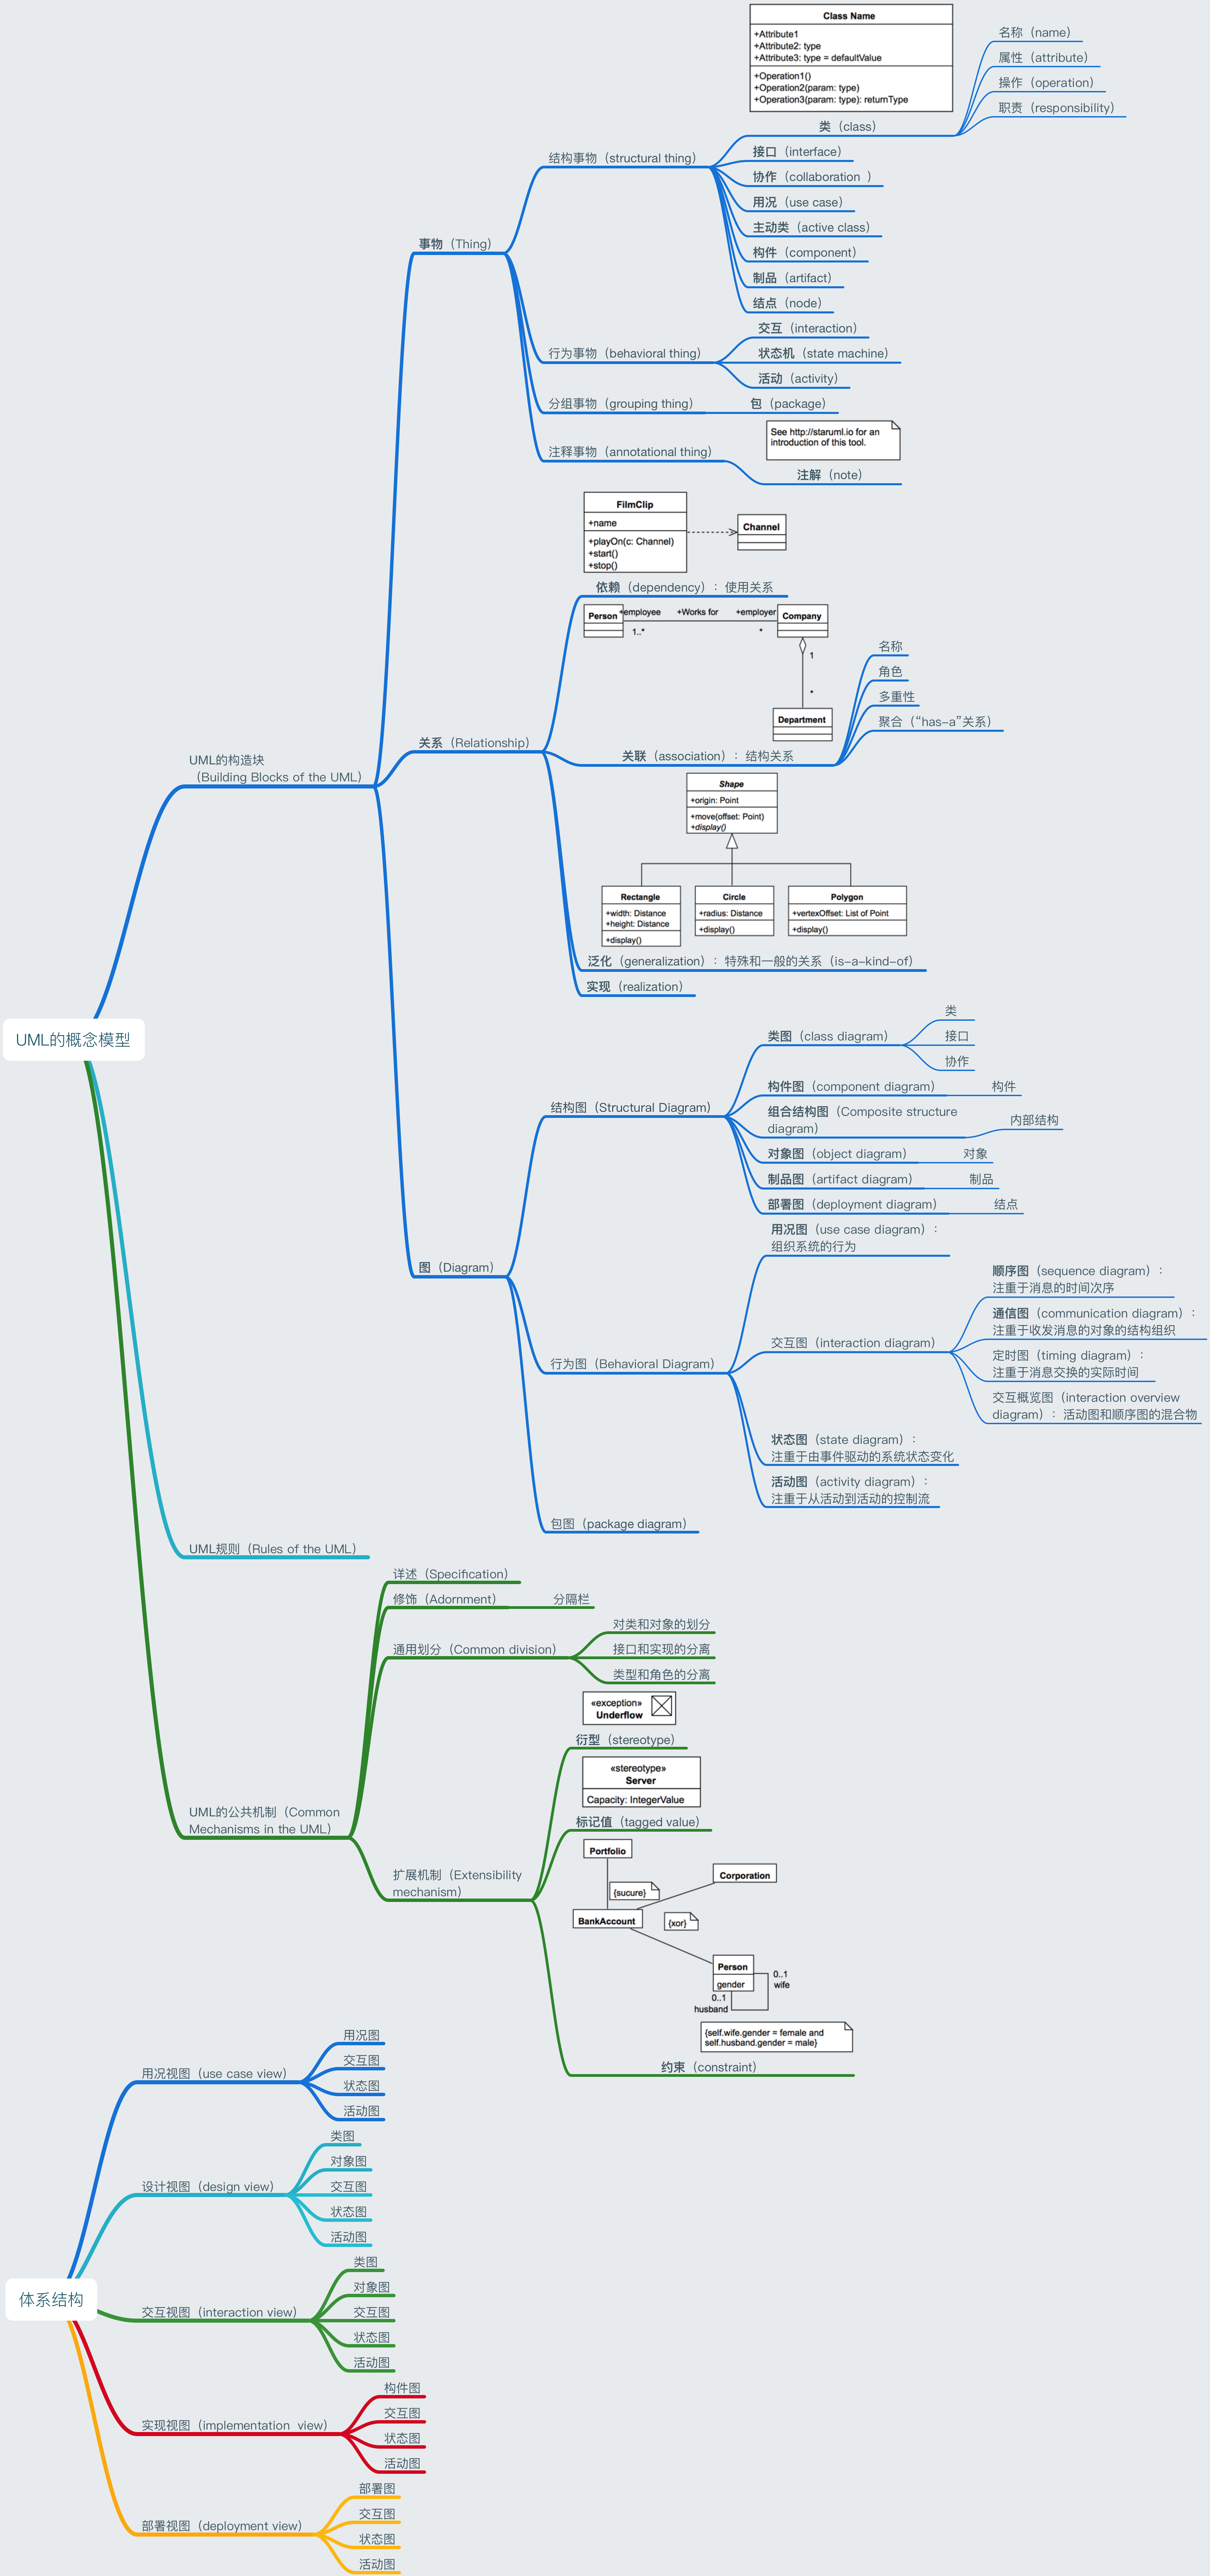 Class Name
+Attribute1
+Attribute2: type
+Attribute3: type = defaultValue
+Operation1()
+Operation2(param: type)
+Operation3(param: type): returnType
名称（name）
属性（attribute）
操作（operation）
职责（responsibility）
类（class）
接口（interface）
协作（collaboration ）
用况（use case）
主动类（active class）
构件（component）
制品（artifact）
结点（node）
结构事物（structural thing）
事物（Thing）
交互（interaction）
状态机（state machine）
活动（activity）
行为事物（behavioral thing）
分组事物（grouping thing）
包（package）
See http://staruml.io for an
introduction of this tool.
注释事物（annotational thing）
注解（note）
FilmClip
+name
+playOn(c: Channel)
+start()
+stop()
Channel
依赖（dependency）：使用关系
Person
+employee
+Works for
+employer
Company
1..*
*
1
*
Department
名称
角色
多重性
聚合（“has-a”关系）
关系（Relationship）
关联（association）：结构关系
UML的构造块
（Building Blocks of the UML）
Shape
+origin: Point
+move(offset: Point)
+display()
Rectangle
+width: Distance
+height: Distance
+display()
Circle
+radius: Distance
+display()
Polygon
+vertexOffset: List of Point
+display()
泛化（generalization）：特殊和一般的关系（is-a-kind-of）
实现（realization）
UML的概念模型
类
接口
协作
类图（class diagram）
构件图（component diagram）
构件
组合结构图（Composite structure
diagram）
内部结构
结构图（Structural Diagram）
对象图（object diagram）
对象
制品图（artifact diagram）
制品
部署图（deployment diagram）
结点
图（Diagram）
用况图（use case diagram）：
组织系统的行为
顺序图（sequence diagram）：
注重于消息的时间次序
通信图（communication diagram）：
注重于收发消息的对象的结构组织
交互图（interaction diagram）
定时图（timing diagram）：
注重于消息交换的实际时间
交互概览图（interaction overview
diagram）：活动图和顺序图的混合物
行为图（Behavioral Diagram）
状态图（state diagram）：
注重于由事件驱动的系统状态变化
活动图（activity diagram）：
注重于从活动到活动的控制流
包图（package diagram）
UML规则（Rules of the UML）
详述（Specification）
修饰（Adornment）
分隔栏
对类和对象的划分
通用划分（Common division）
接口和实现的分离
类型和角色的分离
«exception»
Underflow
衍型（stereotype）
«stereotype»
Server
Capacity: IntegerValue
标记值（tagged value）
UML的公共机制（Common
Mechanisms in the UML）
扩展机制（Extensibility
mechanism）
Portfolio
Corporation
{sucure}
BankAccount
{xor}
Person
gender
0..1
wife
0..1
husband
{self.wife.gender = female and
self.husband.gender = male}
约束（constraint）
用况图
交互图
用况视图（use case view）
状态图
活动图
类图
对象图
设计视图（design view）
交互图
状态图
活动图
体系结构
类图
对象图
交互视图（interaction view）
交互图
状态图
活动图
构件图
交互图
实现视图（implementation  view）
状态图
活动图
部署图
交互图
部署视图（deployment view）
状态图
活动图